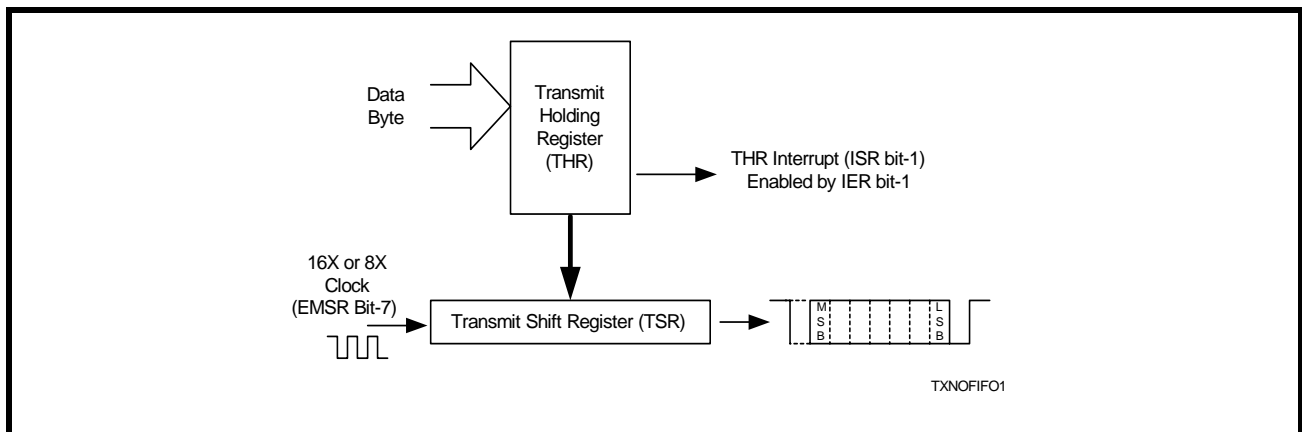 Data
Byte
Transmit
Holding
Register
(THR)
THR Interrupt (ISR bit-1)
Enabled by IER bit-1
16X or 8X
Clock
(EMSR Bit-7)
Transmit Shift Register (TSR)
M
S
B
L
S
B
TXNOFIFO1